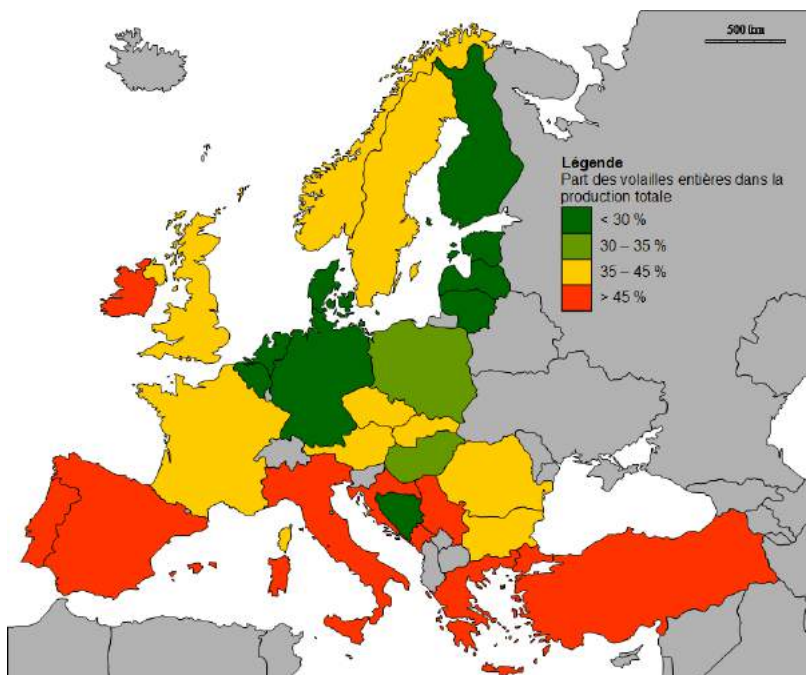 500 km
Légende
Part des volailles entières dans la
production totale
< 30 %
30 – 35 %
35 – 45 %
> 45 %